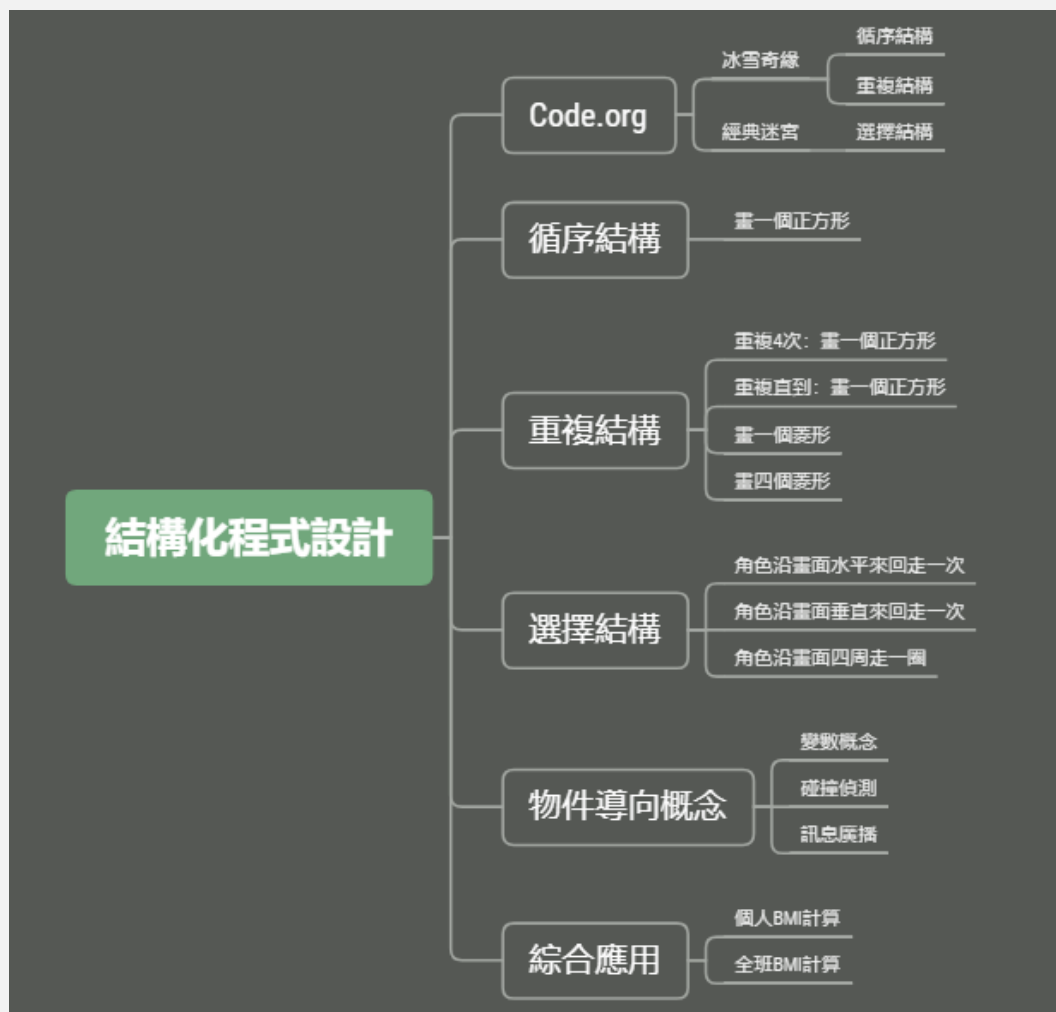 結構化程式設計
Code.org
冰雪奇緣
循序結構
重複結構
經典迷宮
選擇結構
循序結構
畫一個正方形
重複結構
重複4次：畫一個正方形
重複直到：畫一個正方形
畫一個菱形
畫四個菱形
選擇結構
角色沿畫面水平來回走一次
角色沿畫面垂直來回走一次
角色沿畫面四周走一圈
物件導向概念
變數概念
碰撞偵測
訊息廣播
綜合應用
個人BMI計算
全班BMI計算